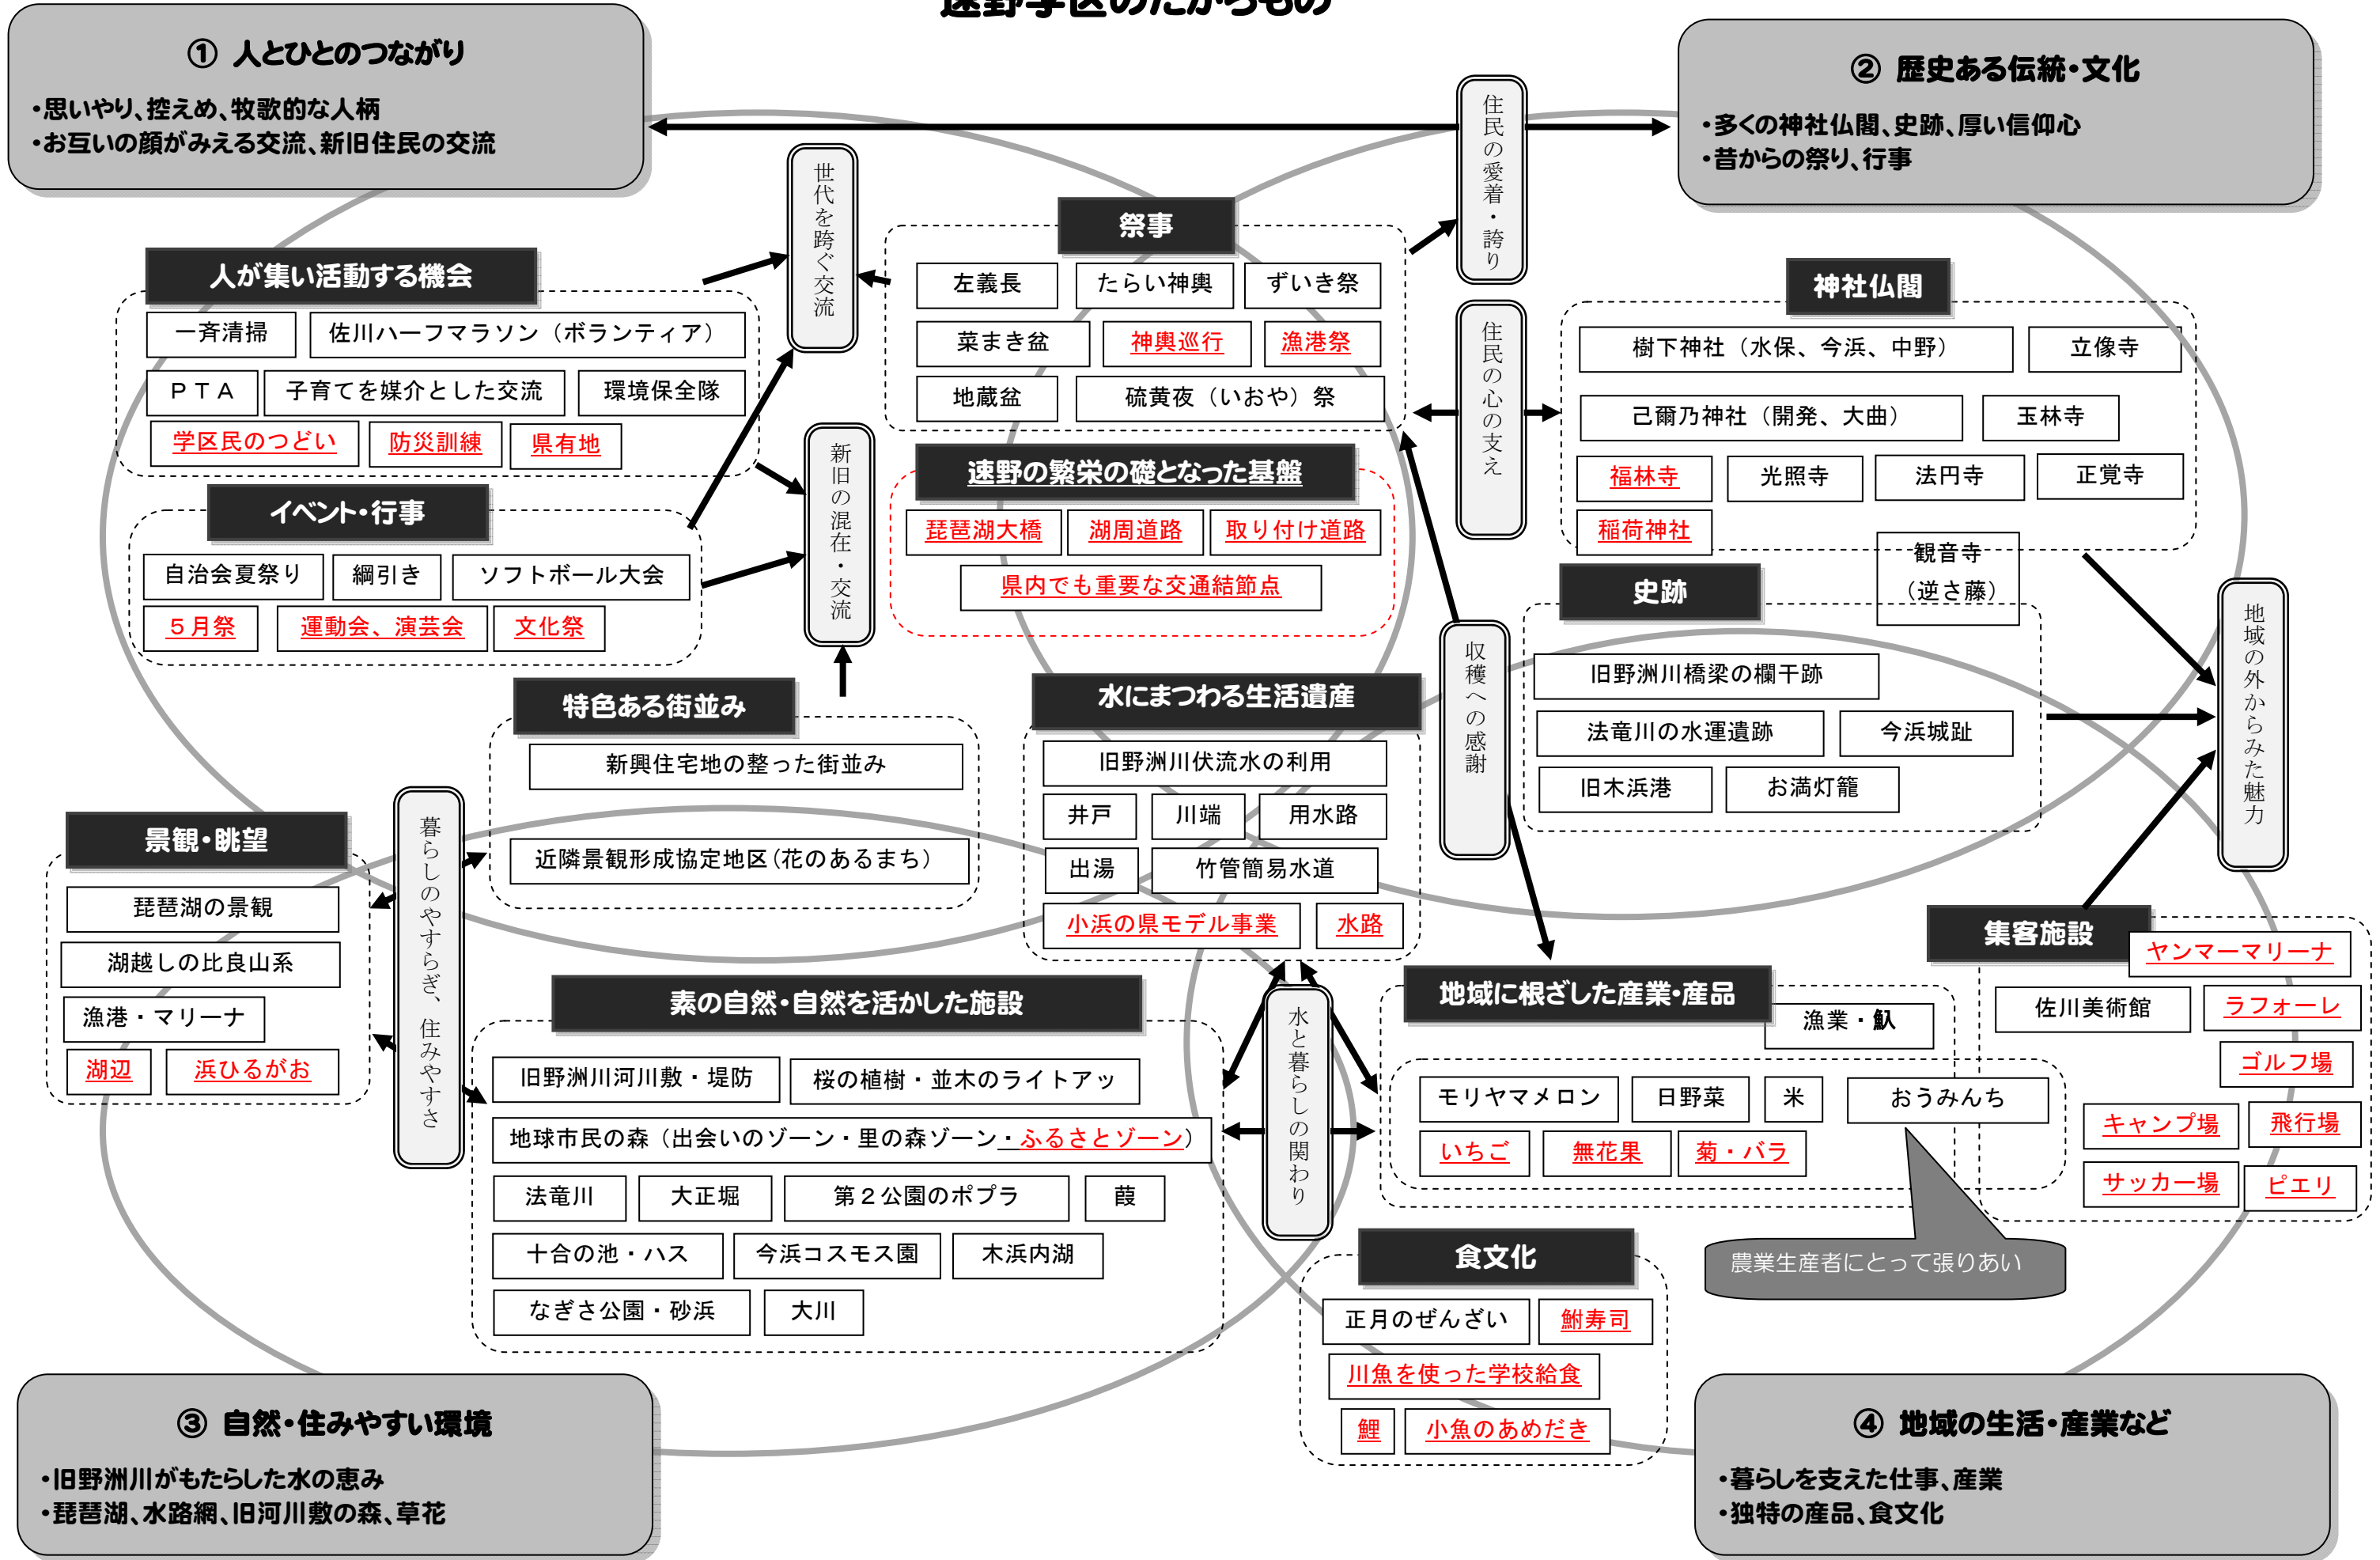 速野学区のたからもの
① 人とひとのつながり
・思いやり、控えめ、牧歌的な人柄
・お互いの顔がみえる交流、新旧住民の交流
② 歴史ある伝統・文化
・多くの神社仏閣、史跡、厚い信仰心
・昔からの祭り、行事
住民の愛着・誇り
世代を跨ぐ交流
人が集い活動する機会
一斉清掃
佐川ハーフマラソン（ボランティア）
ＰＴＡ
子育てを媒介とした交流
環境保全隊
学区民のつどい
防災訓練
県有地
祭事
左義長
たらい神輿
ずいき祭
菜まき盆
神輿巡行
漁港祭
地蔵盆
硫黄夜（いおや）祭
住民の心の支え
神社仏閣
樹下神社（水保、今浜、中野）
立像寺
己爾乃神社（開発、大曲）
玉林寺
福林寺
光照寺
法円寺
正覚寺
稲荷神社
観音寺
（逆さ藤）
イベント・行事
自治会夏祭り
綱引き
ソフトボール大会
５月祭
運動会、演芸会
文化祭
新旧の混在・交流
速野の繁栄の礎となった基盤
琵琶湖大橋
湖周道路
取り付け道路
県内でも重要な交通結節点
史跡
旧野洲川橋梁の欄干跡
法竜川の水運遺跡
今浜城趾
旧木浜港
お満灯籠
地域の外からみた魅力
収穫への感謝
特色ある街並み
新興住宅地の整った街並み
近隣景観形成協定地区（花のあるまち）
水にまつわる生活遺産
旧野洲川伏流水の利用
井戸
川端
用水路
出湯
竹管簡易水道
小浜の県モデル事業
水路
景観・眺望
琵琶湖の景観
湖越しの比良山系
漁港・マリーナ
湖辺
浜ひるがお
暮らしのやすらぎ、住みやすさ
素の自然・自然を活かした施設
旧野洲川河川敷・堤防
桜の植樹・並木のライトアッ
地球市民の森（出会いのゾーン・里の森ゾーン・ふるさとゾーン）
法竜川
大正堀
第２公園のポプラ
葭
十合の池・ハス
今浜コスモス園
木浜内湖
なぎさ公園・砂浜
大川
水と暮らしの関わり
地域に根ざした産業・産品
漁業・魞
モリヤマメロン
日野菜
米
おうみんち
いちご
無花果
菊・バラ
農業生産者にとって張りあい
集客施設
ヤンマーマリーナ
佐川美術館
ラフォーレ
ゴルフ場
キャンプ場
飛行場
サッカー場
ピエリ
食文化
正月のぜんざい
鮒寿司
川魚を使った学校給食
鯉
小魚のあめだき
③ 自然・住みやすい環境
・旧野洲川がもたらした水の恵み
・琵琶湖、水路網、旧河川敷の森、草花
④ 地域の生活・産業など
・暮らしを支えた仕事、産業
・独特の産品、食文化